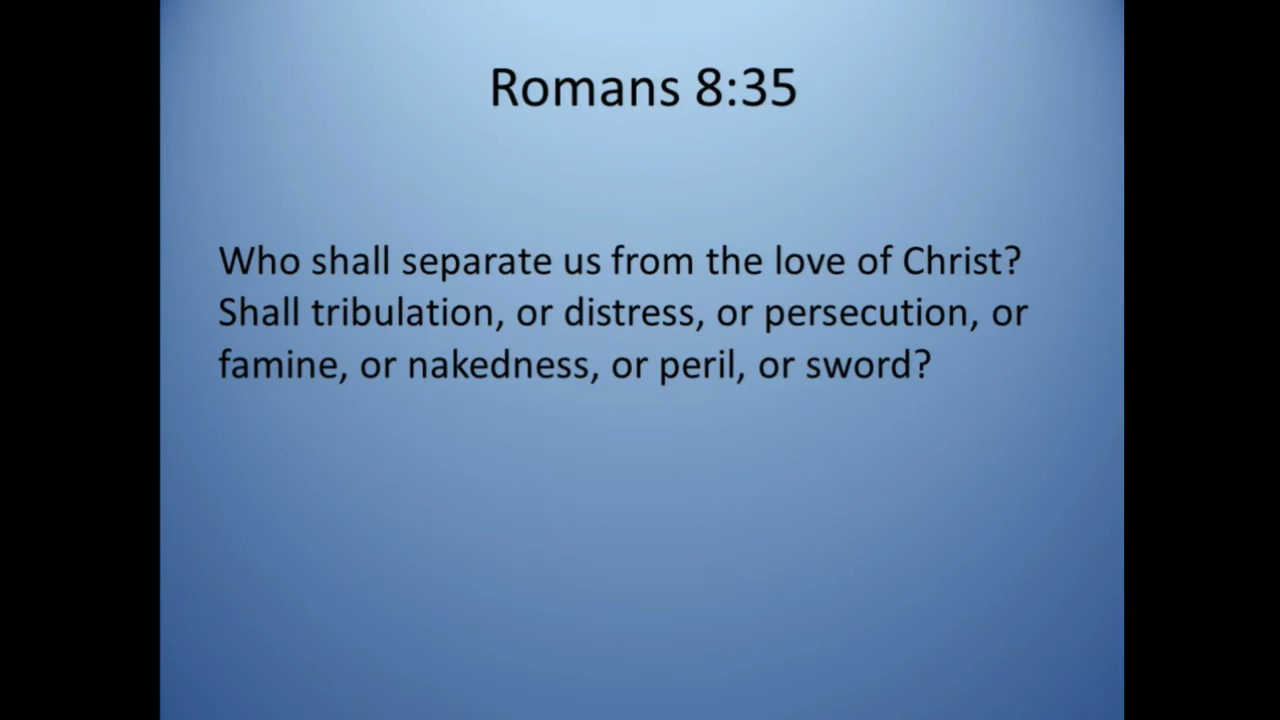 Romans 8:35
Who shall separate us from the love of Christ?
Shall tribulation, or distress, or persecution, or
famine, or nakedness, or peril, or sword?